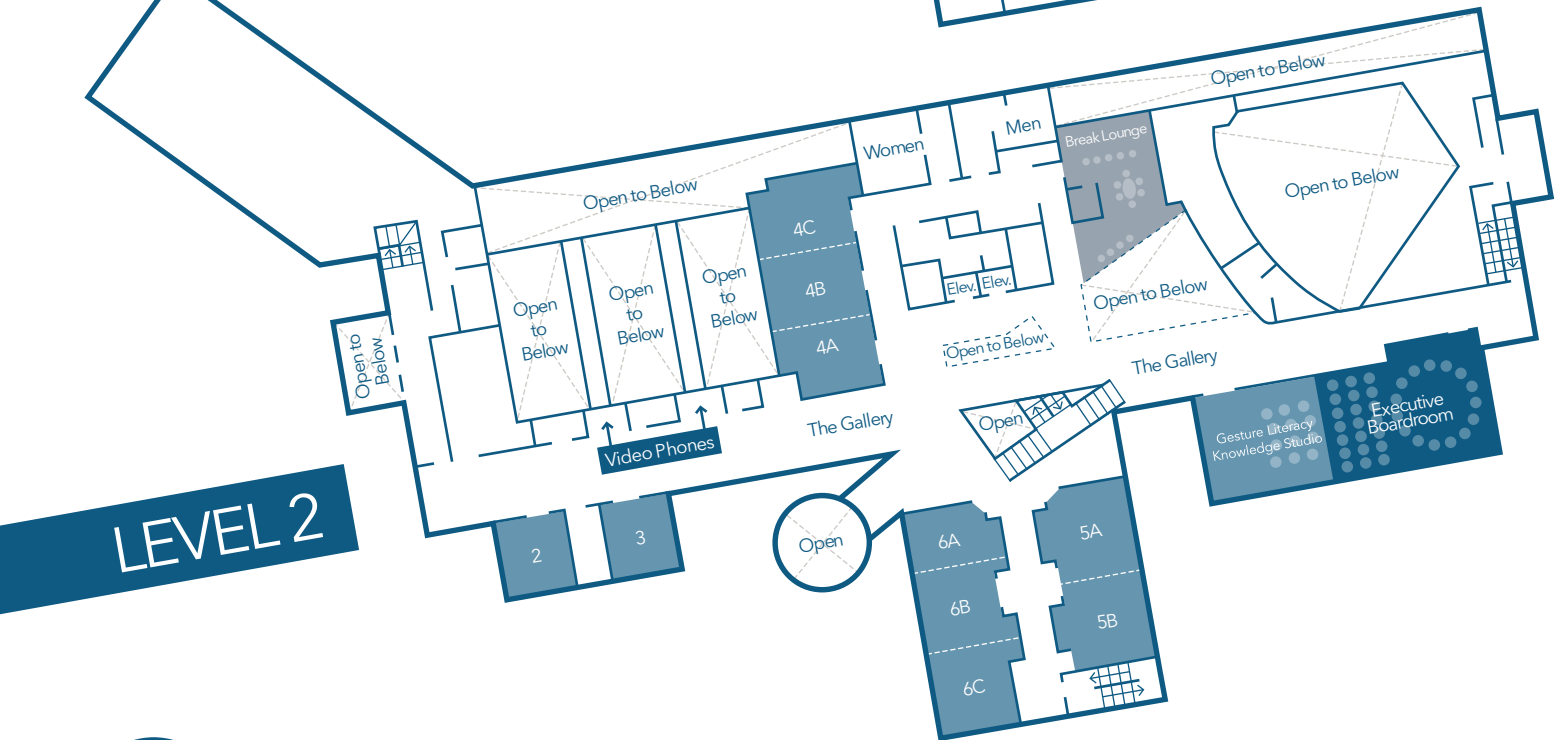 Open to Below
Break Lounge
Men
Women
Open to Below
Open to Below
4C
Open
to
Below
Open
to
Below
Open
to
Below
4B
Elev.
Elev.
Open to Below
Open to
Below
4A
Open to Below
The Gallery
Executive
Boardroom
Gesture Literacy
Knowledge Studio
Open
The Gallery
Video Phones
LEVEL 2
2
3
Open
6A
5A
6B
5B
6C